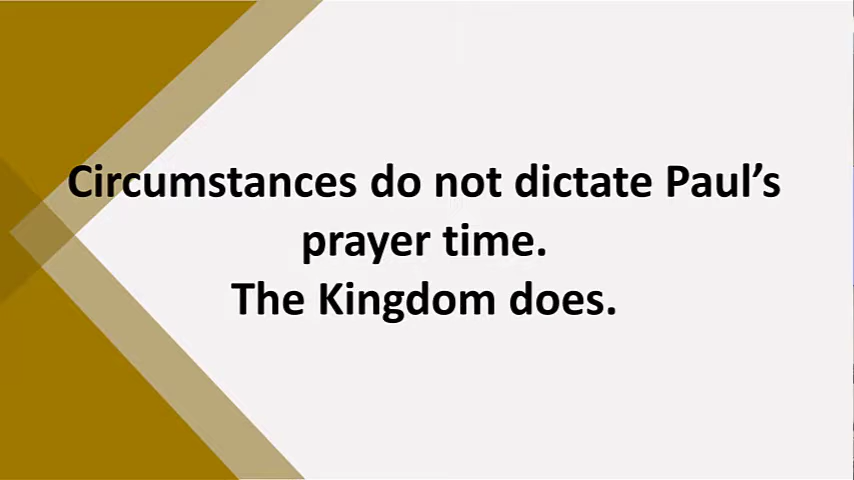 Circumstances do not dictate Paul’s
prayer time.
The Kingdom does.